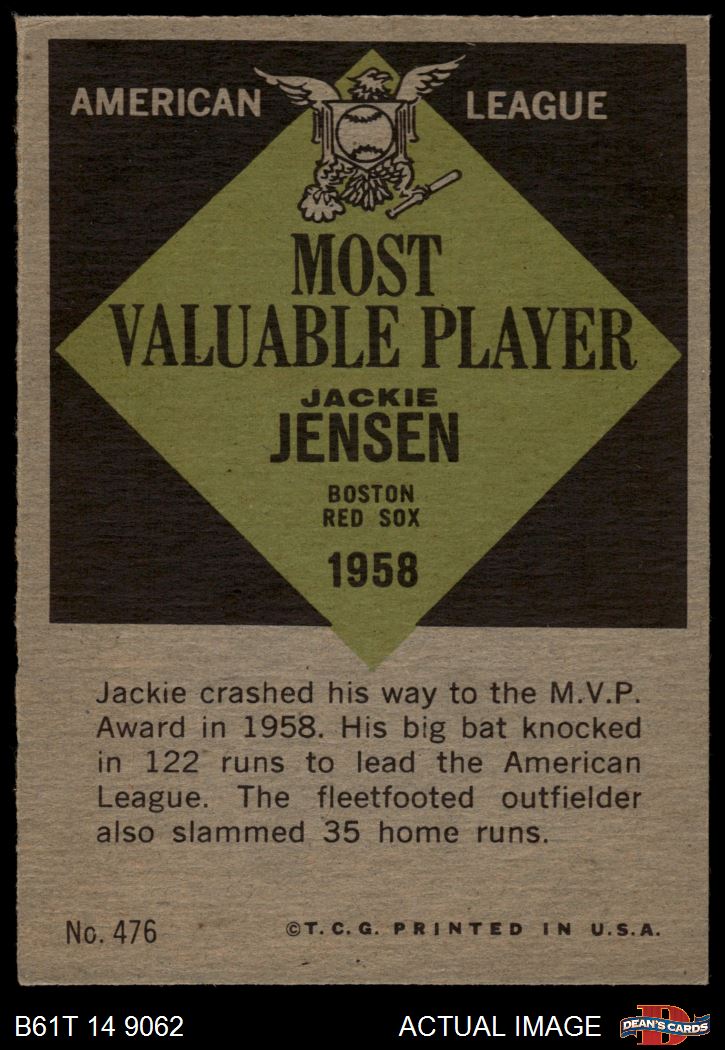 AMERICAN LEAGUE
MOST
VALUABLE PLAYER
JACKIE
JENSEN
BOSTON
RED SOX
1958
Jackie crashed his way to the M.V.P.
Award in 1958. His big bat knocked
in 122 runs to lead the American
League. The fleetfooted outfielder
also slammed 35 home runs.
No. 476 ©T.C.G. PRINTED IN U.S.A.
B61T 14 9062 ACTUAL IMAGE
D
DEAN'S CARDS